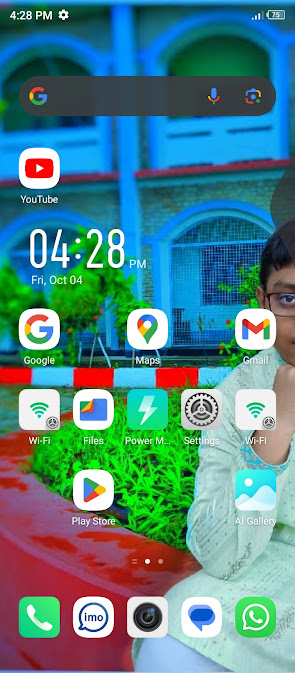 4:28 PM
75
YouTube
04:28 PM
Fri, Oct 04
Google
Maps
Gmail
Wi-Fi
Files
Power M...
Settings
Wi-Fi
Play Store
AI Gallery
imo